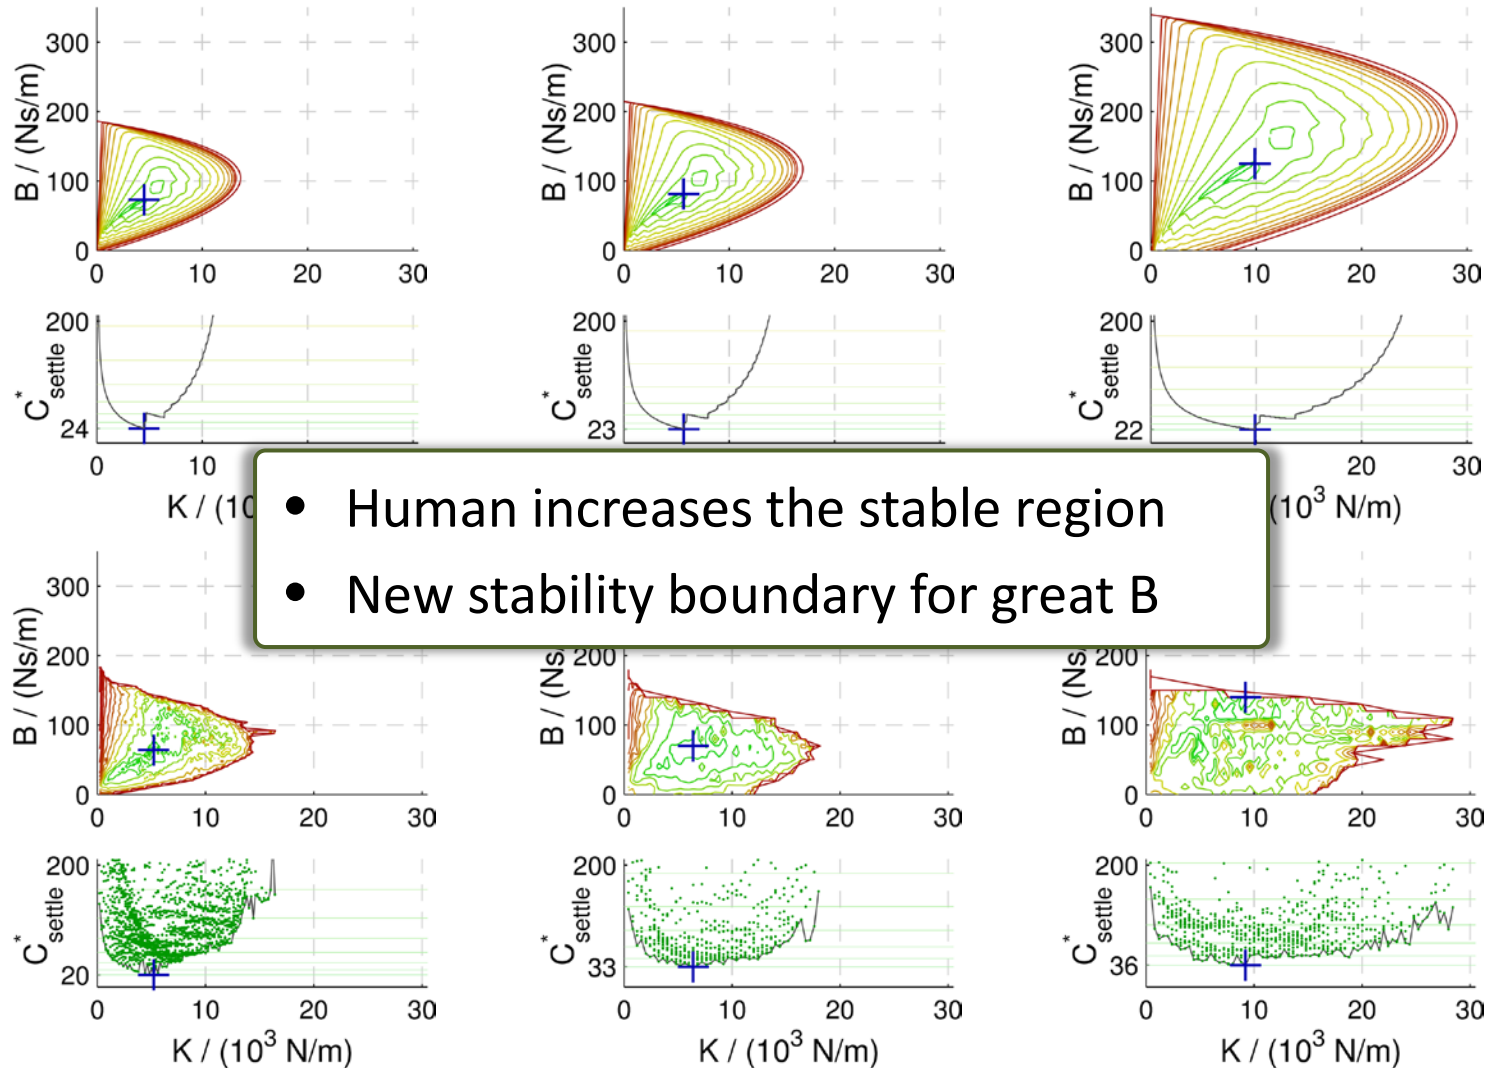 300
200
100
0
B / (Ns/m)
0 10 20 30
300
200
100
0
B / (Ns/m)
0 10 20 30
300
200
100
0
B / (Ns/m)
0 10 20 30
200
24
C*settle
0 10
K / (10
200
23
C*settle
200
22
C*settle
20 30
(10³ N/m)
• Human increases the stable region
• New stability boundary for great B
300
200
100
0
B / (Ns/m)
0 10 20 30
200
100
0
B / (Ns
0 10 20 30
200
100
0
B / (Ns
0 10 20 30
200
20
C*settle
0 10 20 30
K / (10³ N/m)
200
33
C*settle
0 10 20 30
K / (10³ N/m)
200
36
C*settle
0 10 20 30
K / (10³ N/m)